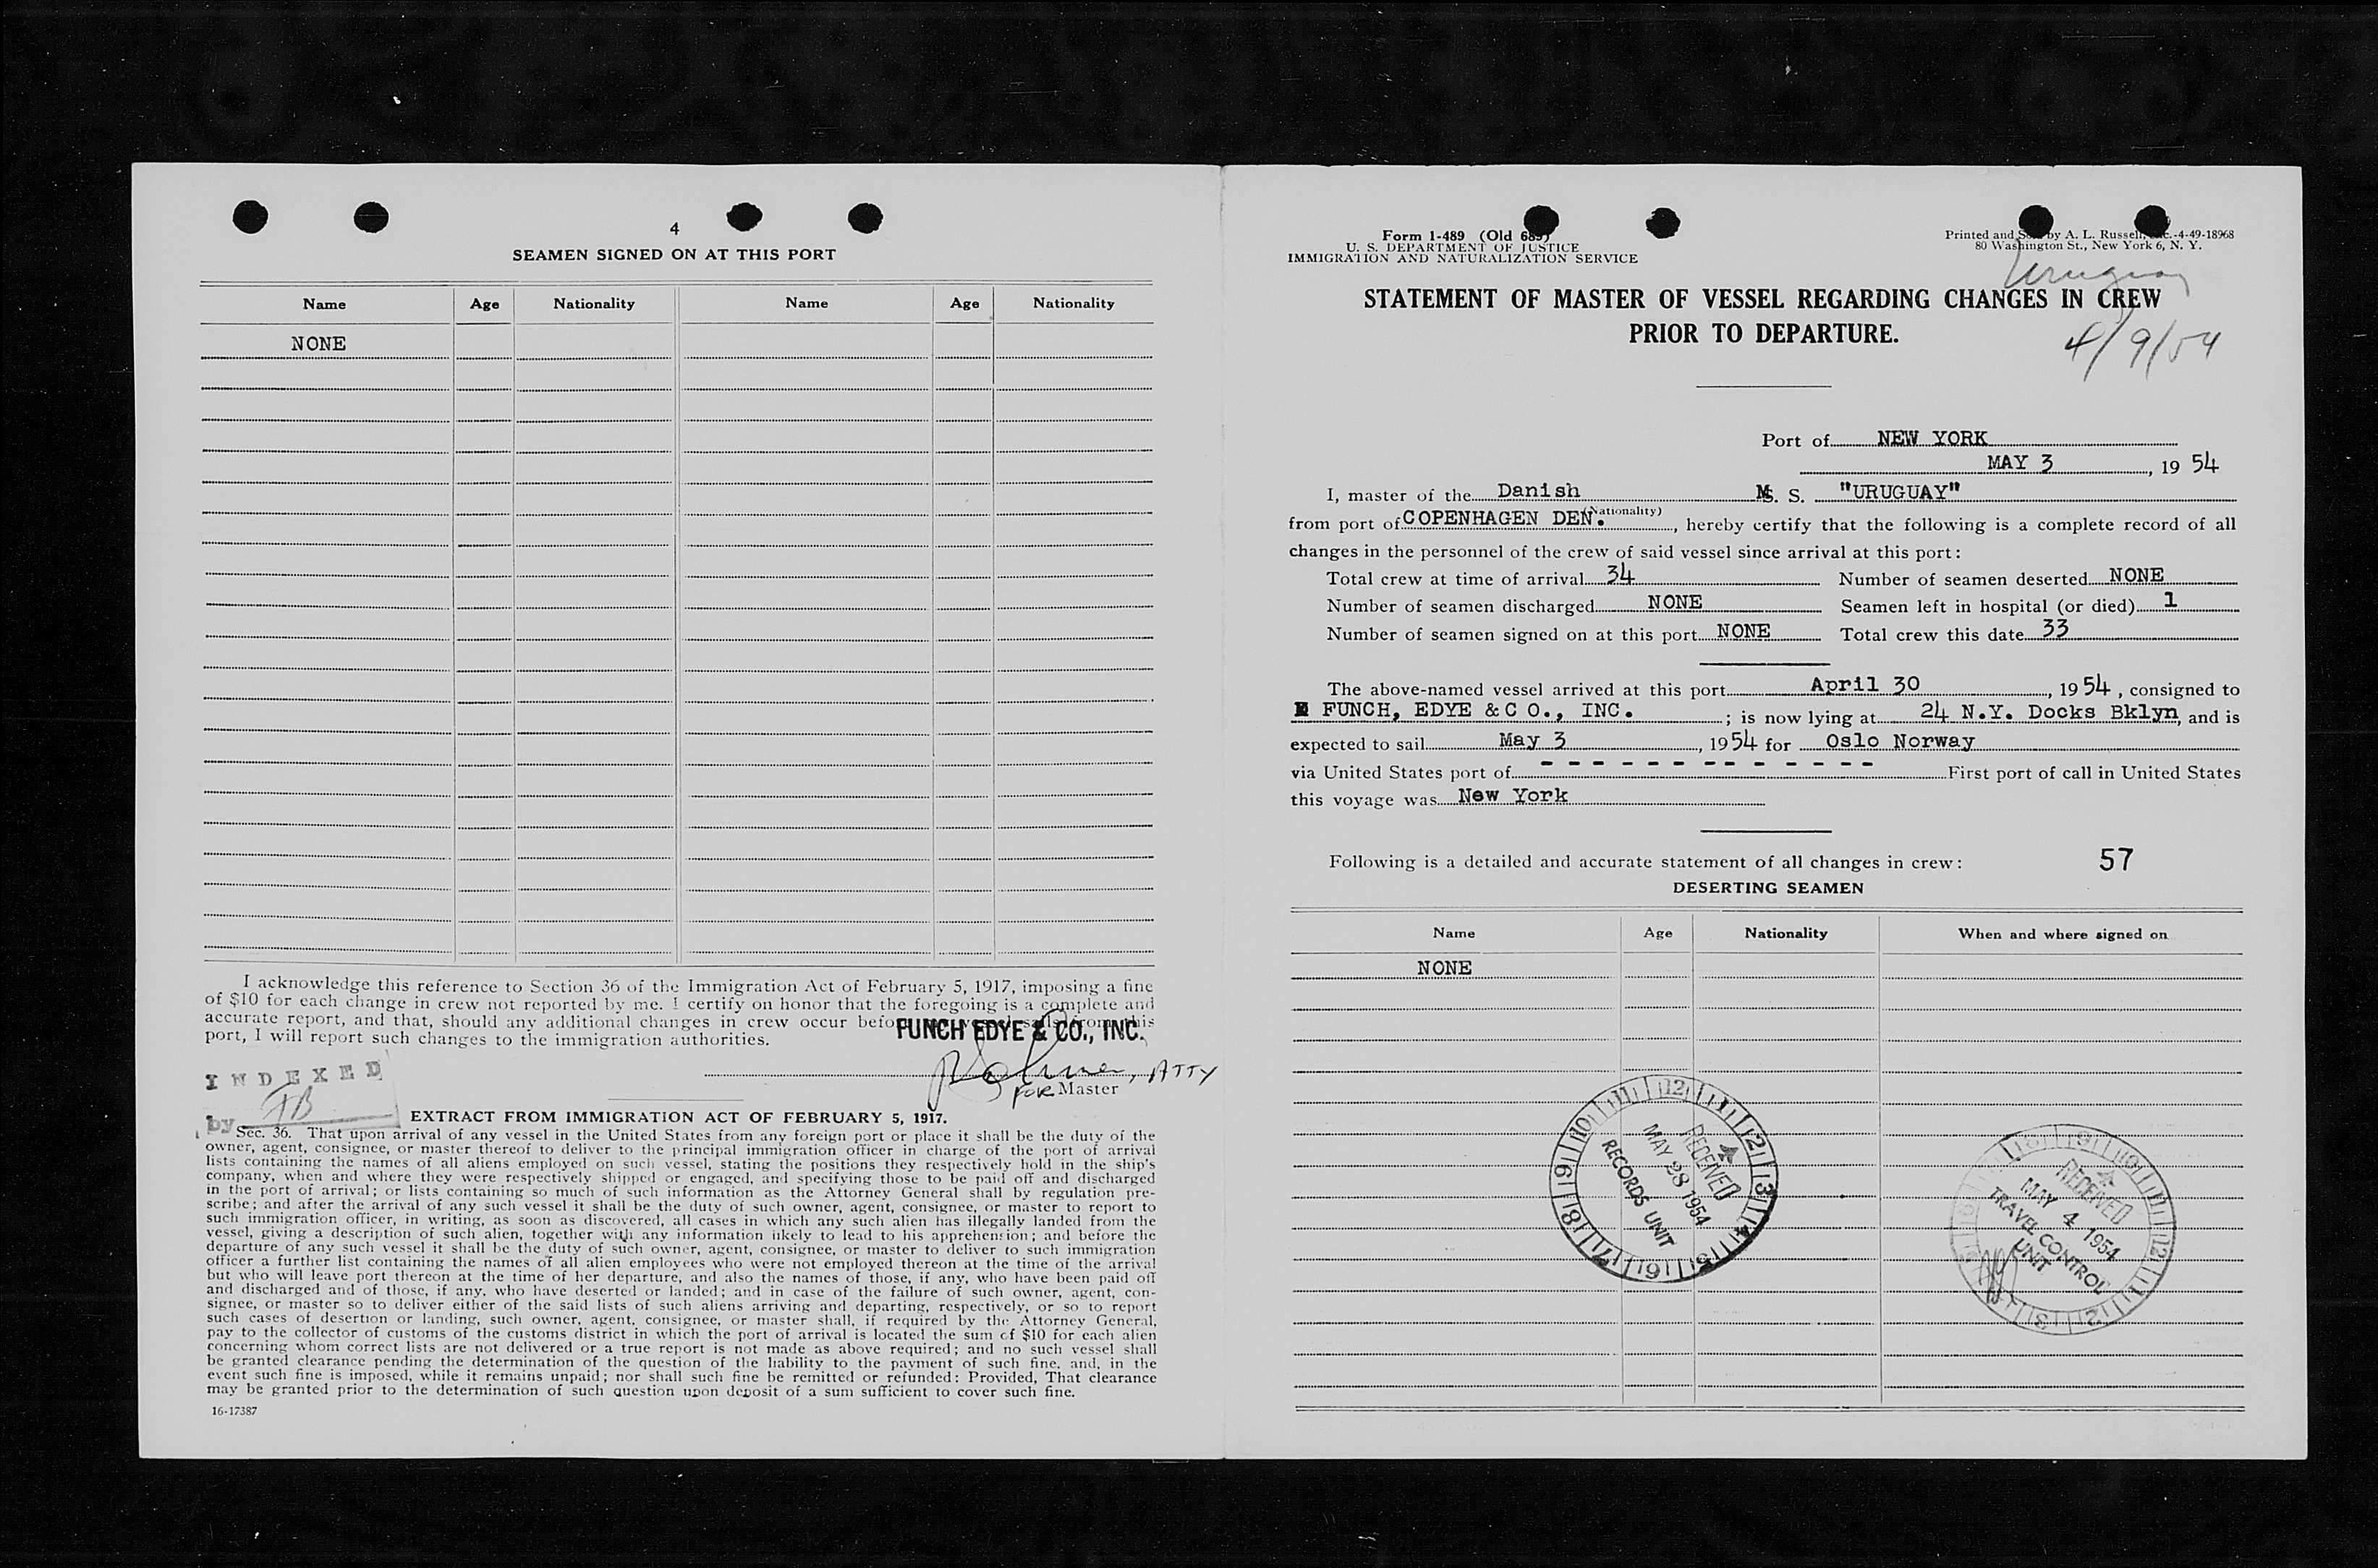 4
SEAMEN SIGNED ON AT THIS PORT
Name Age Nationality Name Age Nationality
NONE
I acknowledge this reference to Section 36 of the Immigration Act of February 5, 1917, imposing a fine
of $10 for each change in crew not reported by me. I certify on honor that the foregoing is a complete and
accurate report, and that, should any additional changes in crew occur before vessel sails from this
port, I will report such changes to the immigration authorities.
FUNCH EDYE & CO., INC.
, ATTY
FOR Master
INDEXED
by
EXTRACT FROM IMMIGRATION ACT OF FEBRUARY 5, 1917.
Sec. 36. That upon arrival of any vessel in the United States from any foreign port or place it shall be the duty of the
owner, agent, consignee, or master thereof to deliver to the principal immigration officer in charge of the port of arrival
lists containing the names of all aliens employed on such vessel, stating the positions they respectively hold in the ship's
company, when and where they were respectively shipped or engaged, and specifying those to be paid off and discharged
in the port of arrival; or lists containing so much of such information as the Attorney General shall by regulation pre-
scribe; and after the arrival of any such vessel it shall be the duty of such owner, agent, consignee, or master to report to
such immigration officer, in writing, as soon as discovered, all cases in which any such alien has illegally landed from the
vessel, giving a description of such alien, together with any information likely to lead to his apprehension; and before the
departure of any such vessel it shall be the duty of such owner, agent, consignee, or master to deliver to such immigration
officer a further list containing the names of all alien employees who were not employed thereon at the time of the arrival
but who will leave port thereon at the time of her departure, and also the names of those, if any, who have been paid off
and discharged and of those, if any, who have deserted or landed; and in case of the failure of such owner, agent, con-
signee, or master so to deliver either of the said lists of such aliens arriving and departing, respectively, or so to report
such cases of desertion or landing, such owner, agent, consignee, or master shall, if required by the Attorney General,
pay to the collector of customs of the customs district in which the port of arrival is located the sum of $10 for each alien
concerning whom correct lists are not delivered or a true report is not made as above required; and no such vessel shall
be granted clearance pending the determination of the question of the liability to the payment of such fine, and, in the
event such fine is imposed, while it remains unpaid; nor shall such fine be remitted or refunded: Provided, That clearance
may be granted prior to the determination of such question upon deposit of a sum sufficient to cover such fine.
16-17387
Form 1-489 (Old 689)
U. S. DEPARTMENT OF JUSTICE
IMMIGRATION AND NATURALIZATION SERVICE
Printed and Sold by A. L. Russell, Inc.-4-49-18968
80 Washington St., New York 6, N. Y.
Uruguay
STATEMENT OF MASTER OF VESSEL REGARDING CHANGES IN CREW
PRIOR TO DEPARTURE.
4/9/54
Port of NEW YORK
MAY 3, 19 54
I, master of the Danish M. S. "URUGUAY"
(Nationality)
from port of COPENHAGEN DEN., hereby certify that the following is a complete record of all
changes in the personnel of the crew of said vessel since arrival at this port:
Total crew at time of arrival 34 Number of seamen deserted NONE
Number of seamen discharged NONE Seamen left in hospital (or died) 1
Number of seamen signed on at this port NONE Total crew this date 33
The above-named vessel arrived at this port April 30, 19 54, consigned to
FUNCH, EDYE & C O., INC. ; is now lying at 24 N.Y. Docks Bklyn, and is
expected to sail May 3, 19 54 for Oslo Norway
via United States port of - - - - - - - - - - - - - First port of call in United States
this voyage was New York
Following is a detailed and accurate statement of all changes in crew: 57
DESERTING SEAMEN
Name Age Nationality When and where signed on
NONE
RECEIVED
MAY 28 1954
RECORDS UNIT
RECEIVED
MAY 4 1954
TRAVEL CONTROL
UNIT